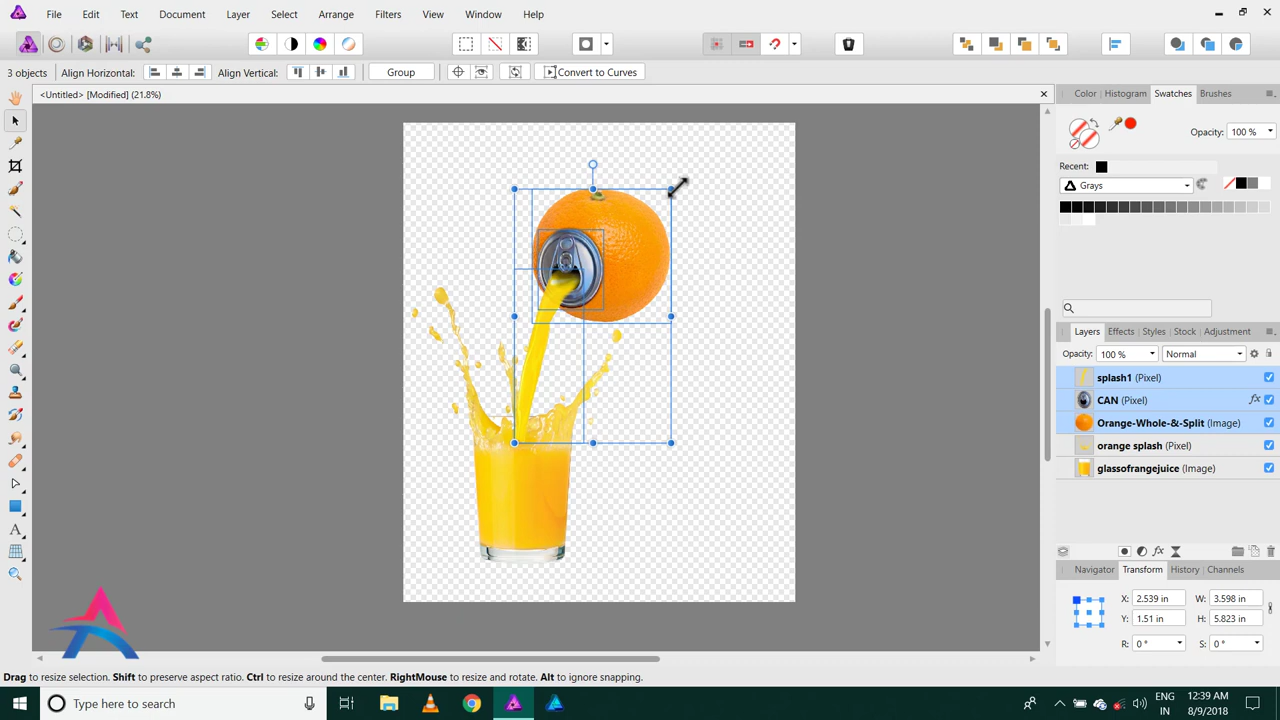 File Edit Text Document Layer Select Arrange Filters View Window Help
3 objects Align Horizontal: Align Vertical: Group Convert to Curves
<Untitled> [Modified] (21.8%)
Color Histogram Swatches Brushes
Opacity: 100 %
Recent:
Grays
Layers Effects Styles Stock Adjustment
Opacity: 100 % Normal
splash1 (Pixel)
CAN (Pixel) fx
Orange-Whole-&-Split (Image)
orange splash (Pixel)
glassoforangejuice (Image)
fx
Navigator Transform History Channels
X: 2.539 in W: 3.598 in
Y: 1.51 in H: 5.823 in
R: 0 ° S: 0 °
Drag to resize selection. Shift to preserve aspect ratio. Ctrl to resize around the center. RightMouse to resize and rotate. Alt to ignore snapping.
Type here to search
ENG 12:39 AM
IN 8/9/2018